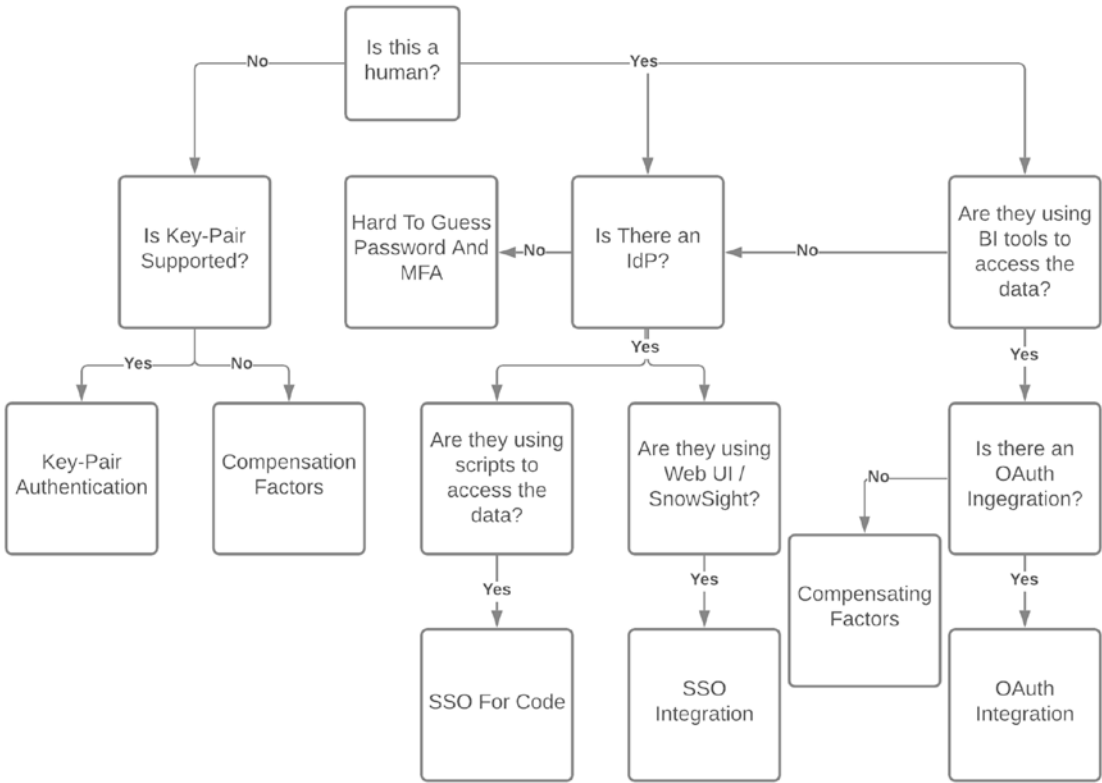 Is this a
human?
No
Yes
Is Key-Pair
Supported?
Hard To Guess
Password And
MFA
No
Is There an
IdP?
No
Are they using
BI tools to
access the
data?
Yes
No
Yes
Yes
Key-Pair
Authentication
Compensation
Factors
Are they using
scripts to
access the
data?
Are they using
Web UI /
SnowSight?
No
Is there an
OAuth
Ingegration?
Yes
Yes
Yes
Compensating
Factors
SSO For Code
SSO
Integration
OAuth
Integration